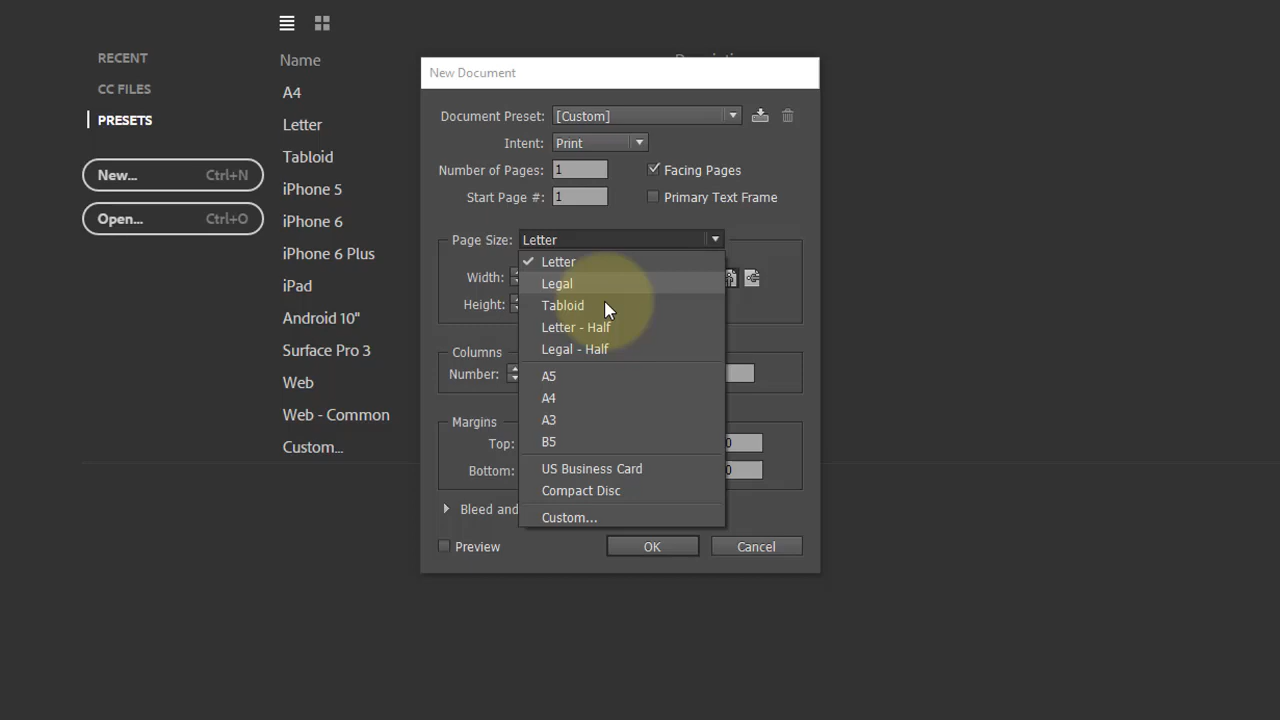 RECENT
CC FILES
PRESETS
New... Ctrl+N
Open... Ctrl+O
Name
A4
Letter
Tabloid
iPhone 5
iPhone 6
iPhone 6 Plus
iPad
Android 10"
Surface Pro 3
Web
Web - Common
Custom...
New Document
Document Preset: [Custom]
Intent: Print
Number of Pages: 1 Facing Pages
Start Page #: 1 Primary Text Frame
Page Size: Letter
Width:
Height:
Letter
Legal
Tabloid
Letter - Half
Legal - Half
A5
A4
A3
B5
US Business Card
Compact Disc
Custom...
Columns
Number:
Margins
Top:
Bottom:
Bleed and
Preview OK Cancel